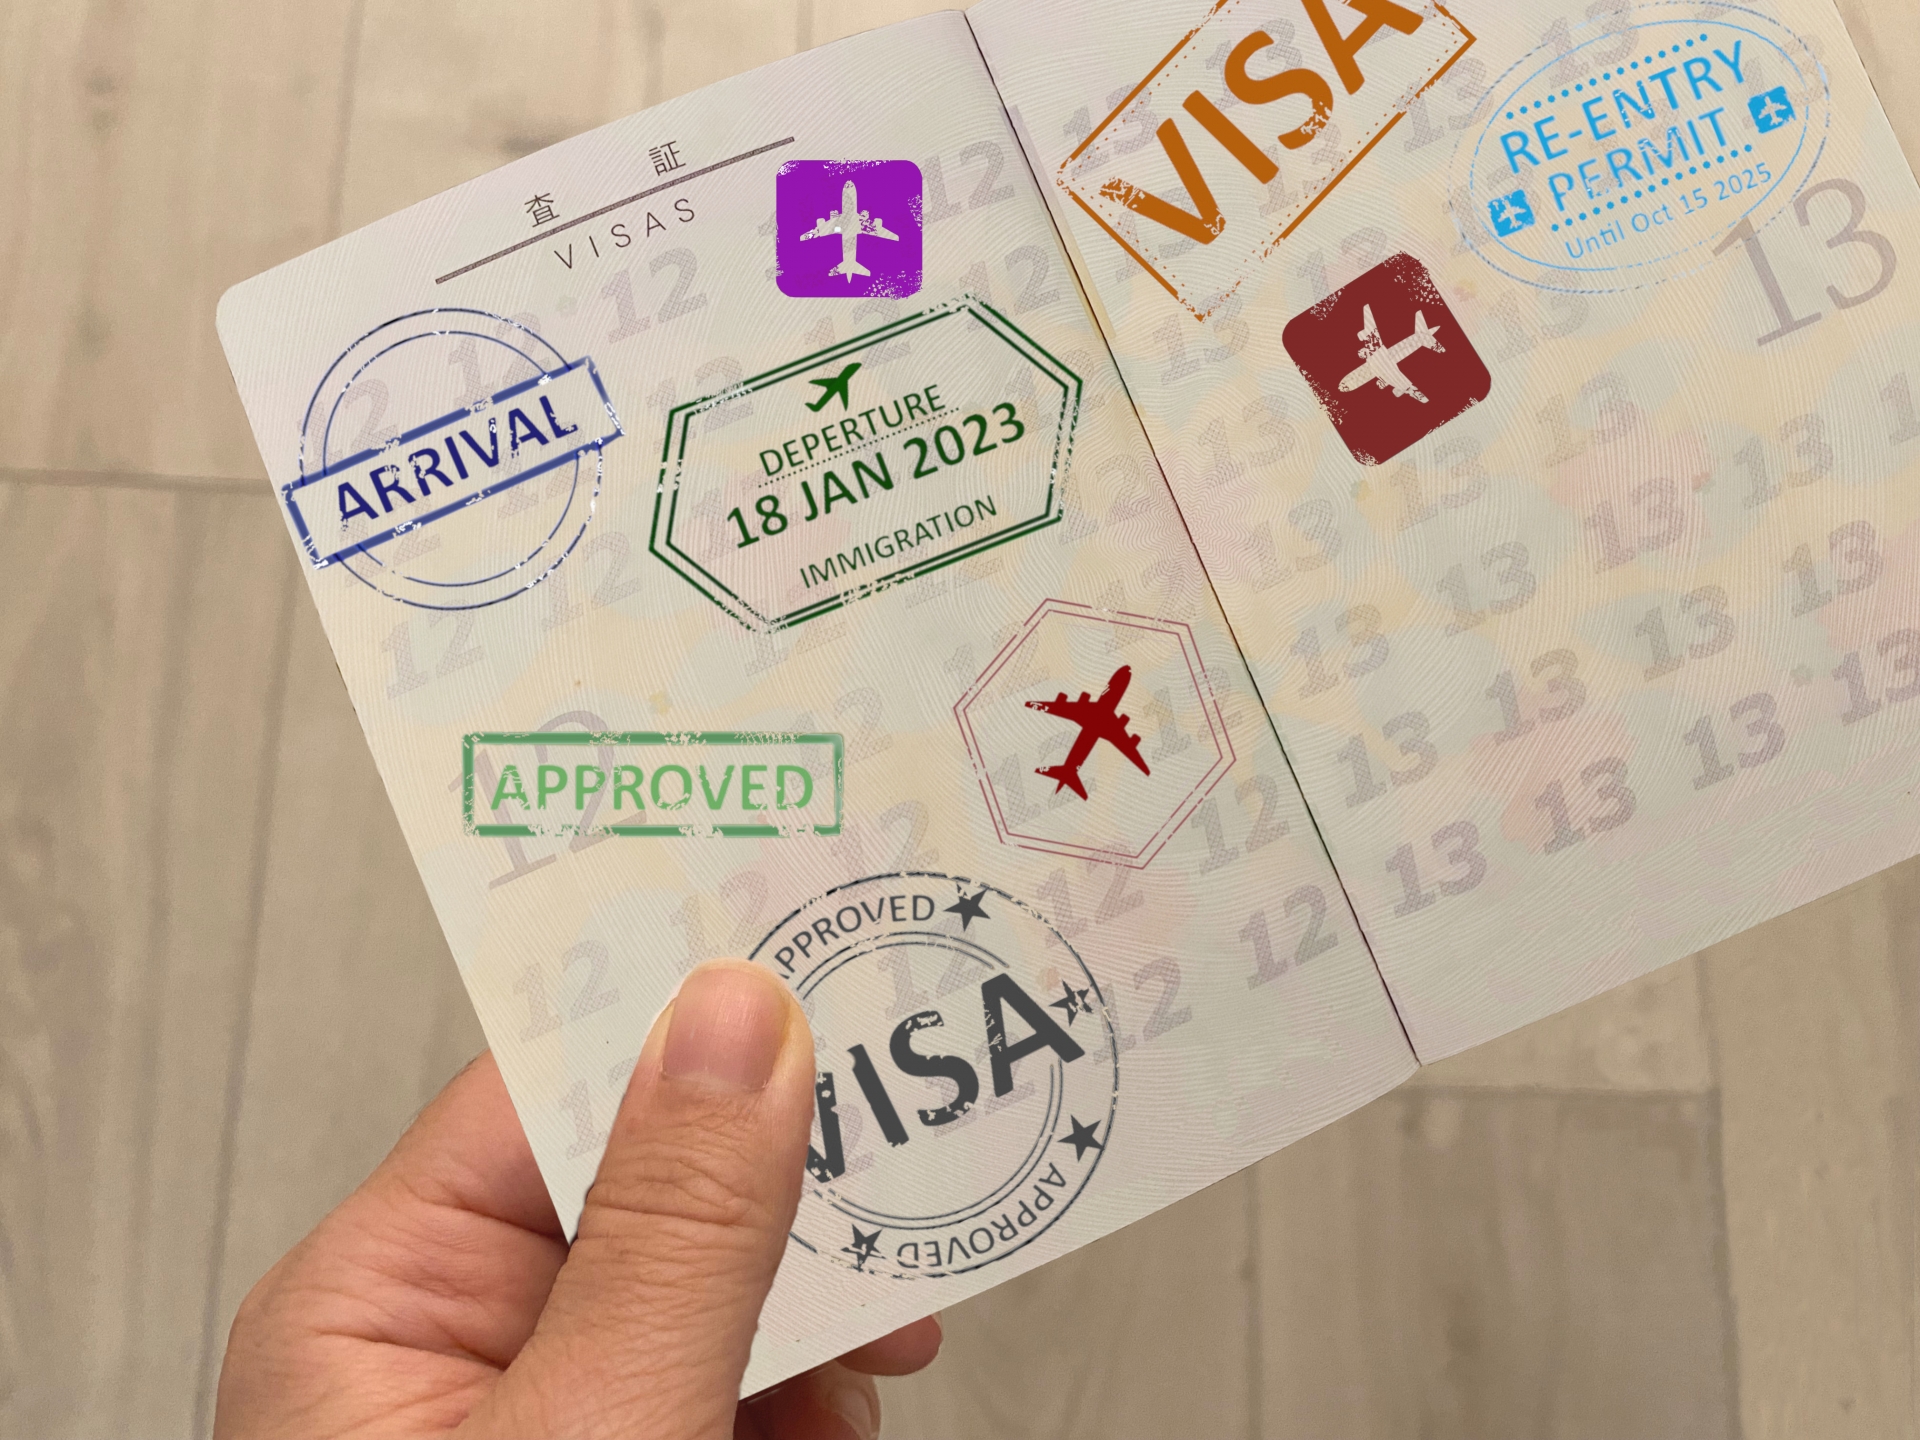 査 証
VISAS
ARRIVAL
DEPERTURE
18 JAN 2023
IMMIGRATION
APPROVED
APPROVED
VISA
APPROVED
12
VISA
RE-ENTRY
PERMIT
Until Oct 15 2025
13